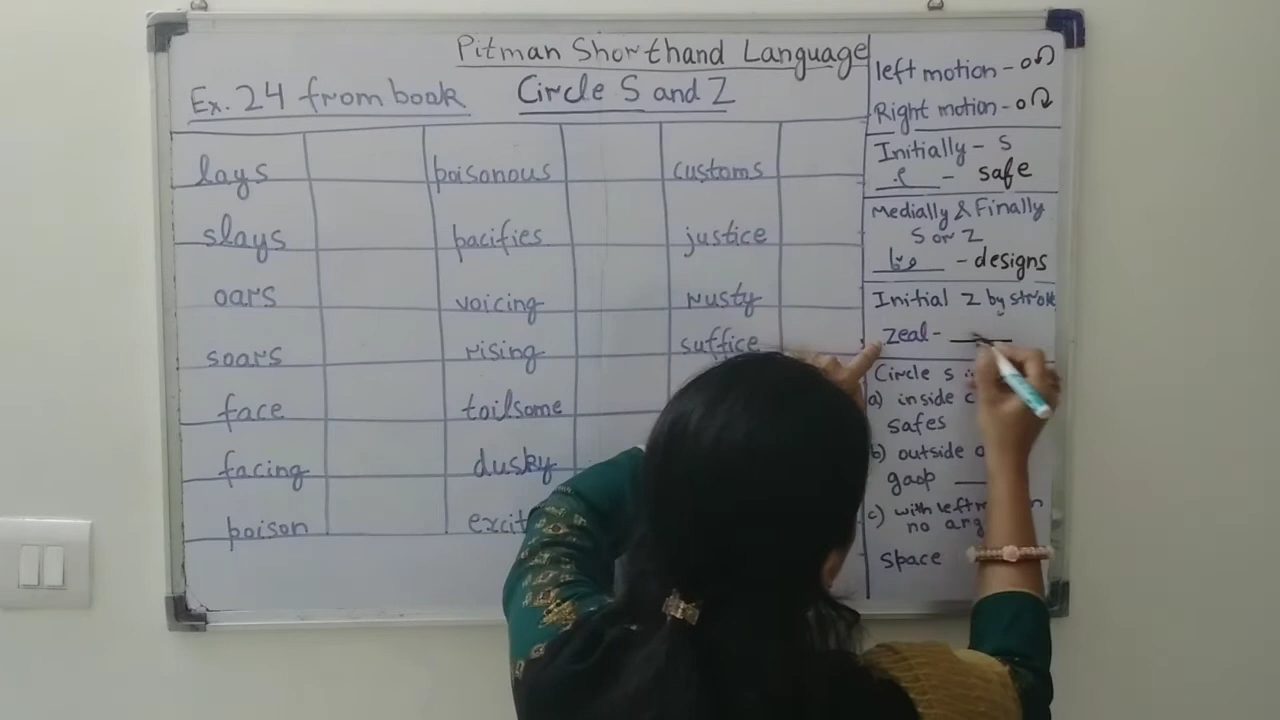 Pitman Shorthand Language
Ex. 24 from book
Circle S and Z
lays
poisonous
customs
slays
pacifies
justice
oars
voicing
rusty
soars
rising
suffice
face
toilsome
facing
dusky
poison
left motion -
Right motion -
Initially - S
- safe
Medially & Finally
S or Z
- designs
Initial Z by stroke
zeal -
Circle S
a) inside
safes
b) outside
gasp
c) with left
no
space